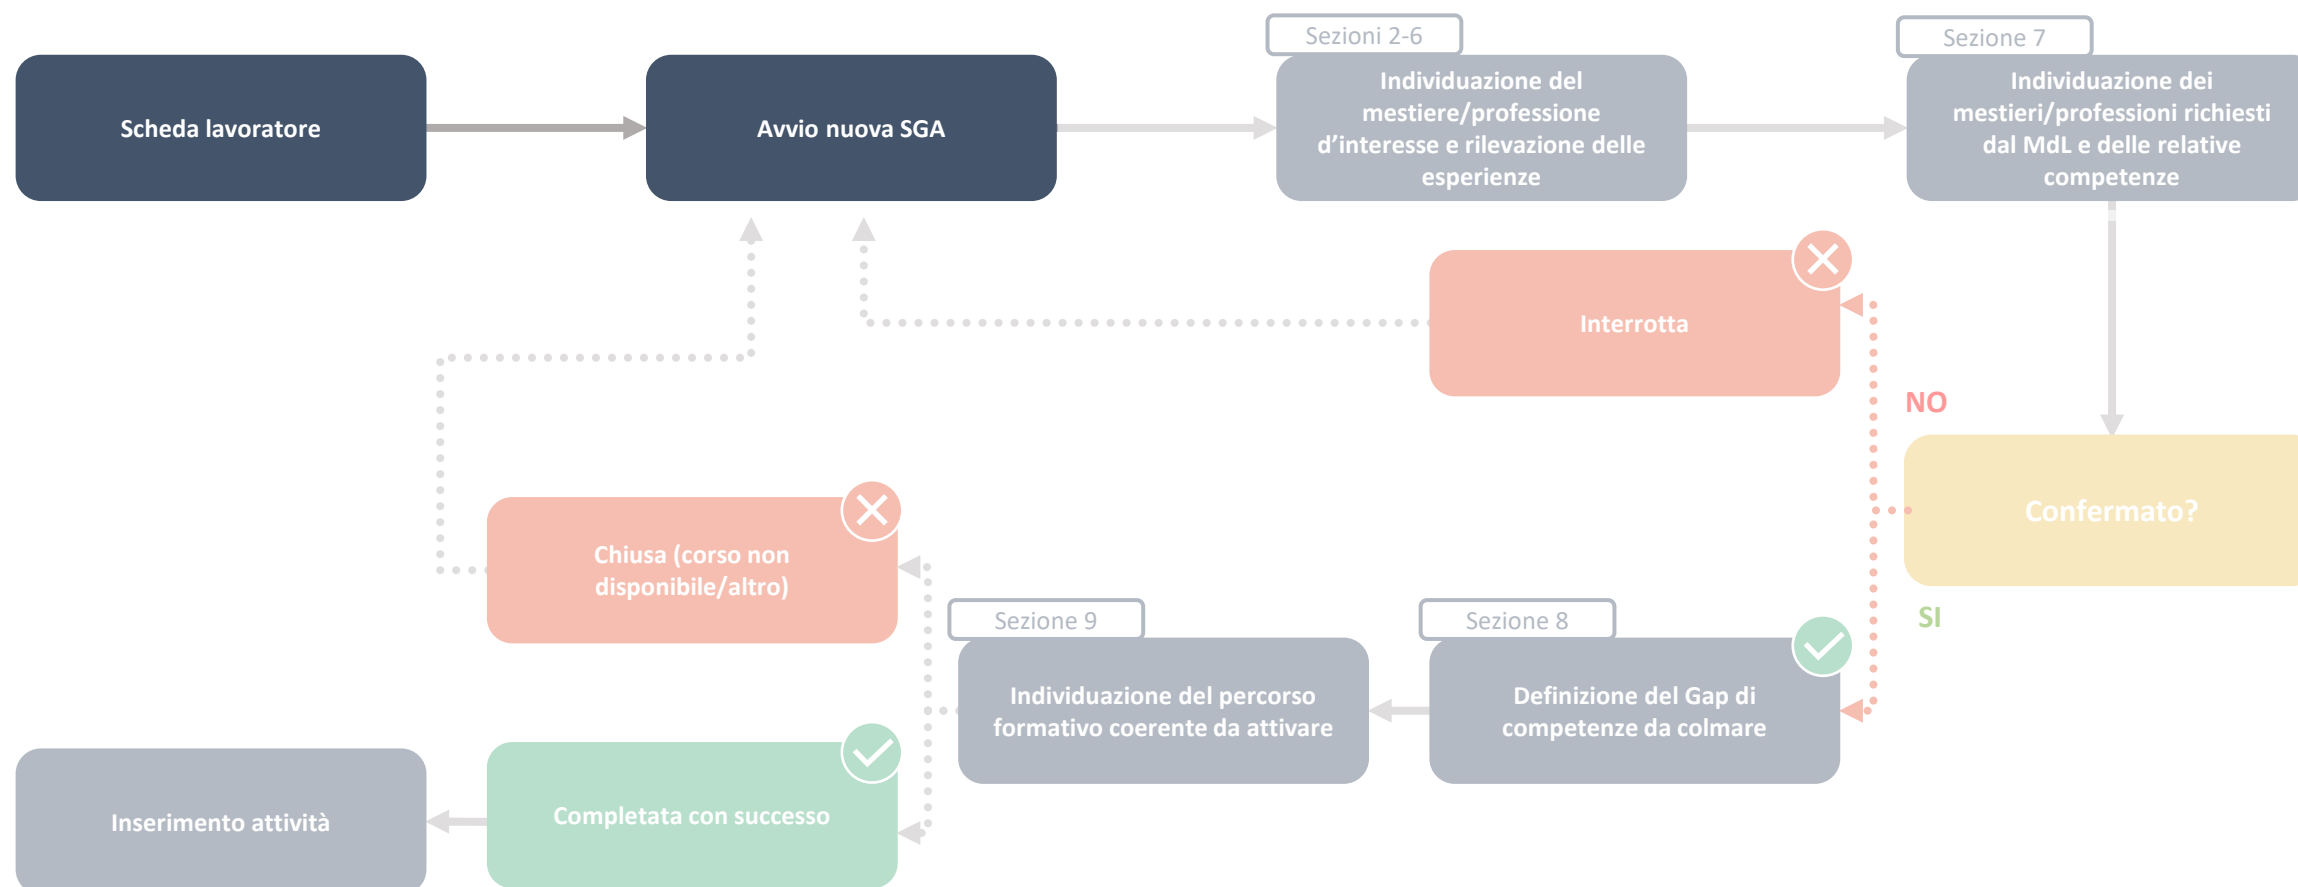 Sezioni 2-6
Sezione 7
Scheda lavoratore
Avvio nuova SGA
Individuazione del
mestiere/professione
d’interesse e rilevazione delle
esperienze
Individuazione dei
mestieri/professioni richiesti
dal MdL e delle relative
competenze
Interrotta
NO
Confermato?
SI
Chiusa (corso non
disponibile/altro)
Sezione 9
Sezione 8
Individuazione del percorso
formativo coerente da attivare
Definizione del Gap di
competenze da colmare
Inserimento attività
Completata con successo